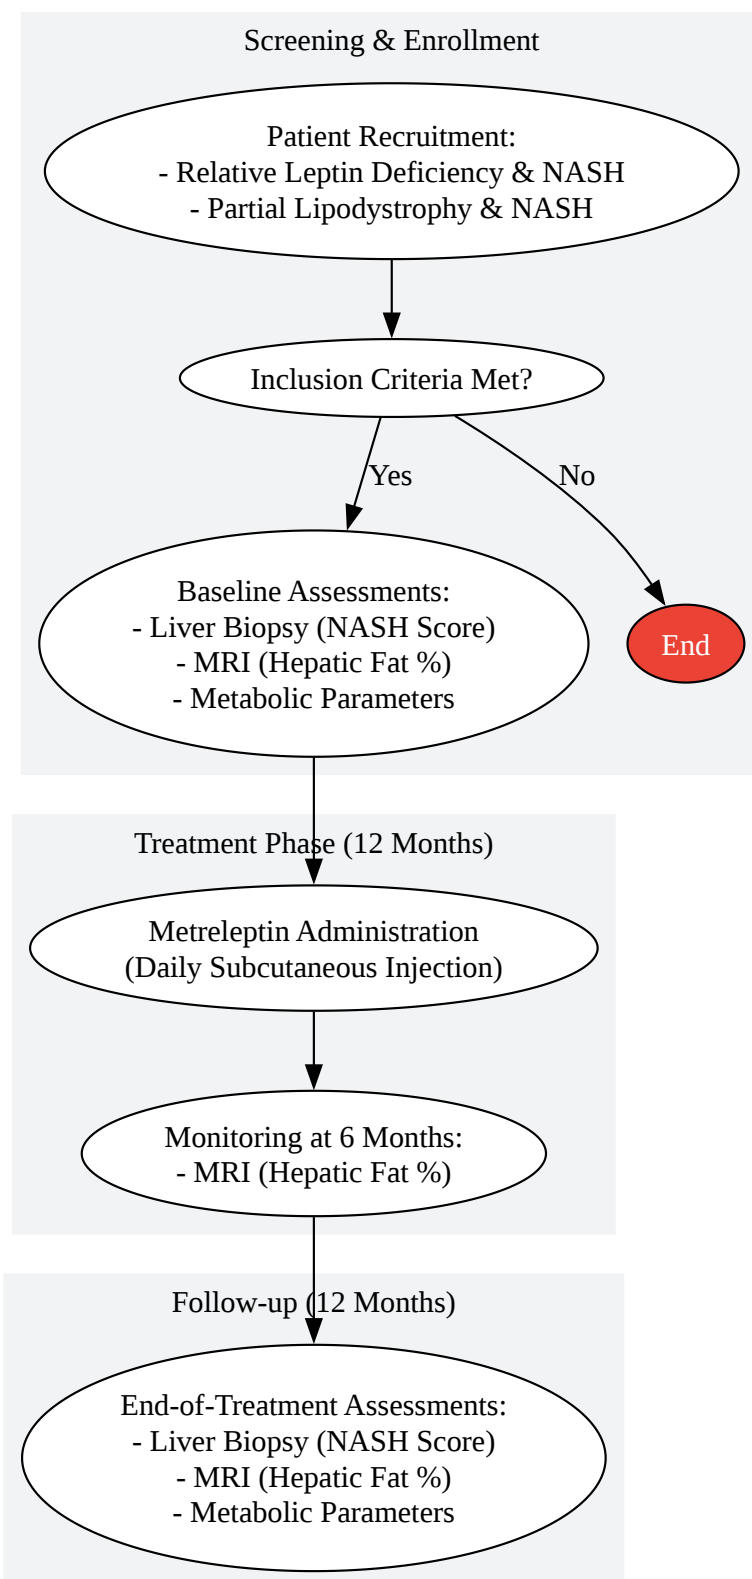 Screening & Enrollment
Patient Recruitment:
- Relative Leptin Deficiency & NASH
- Partial Lipodystrophy & NASH
Inclusion Criteria Met?
Yes
No
Baseline Assessments:
- Liver Biopsy (NASH Score)
- MRI (Hepatic Fat %)
- Metabolic Parameters
End
Treatment Phase (12 Months)
Metreleptin Administration
(Daily Subcutaneous Injection)
Monitoring at 6 Months:
- MRI (Hepatic Fat %)
Follow-up (12 Months)
End-of-Treatment Assessments:
- Liver Biopsy (NASH Score)
- MRI (Hepatic Fat %)
- Metabolic Parameters